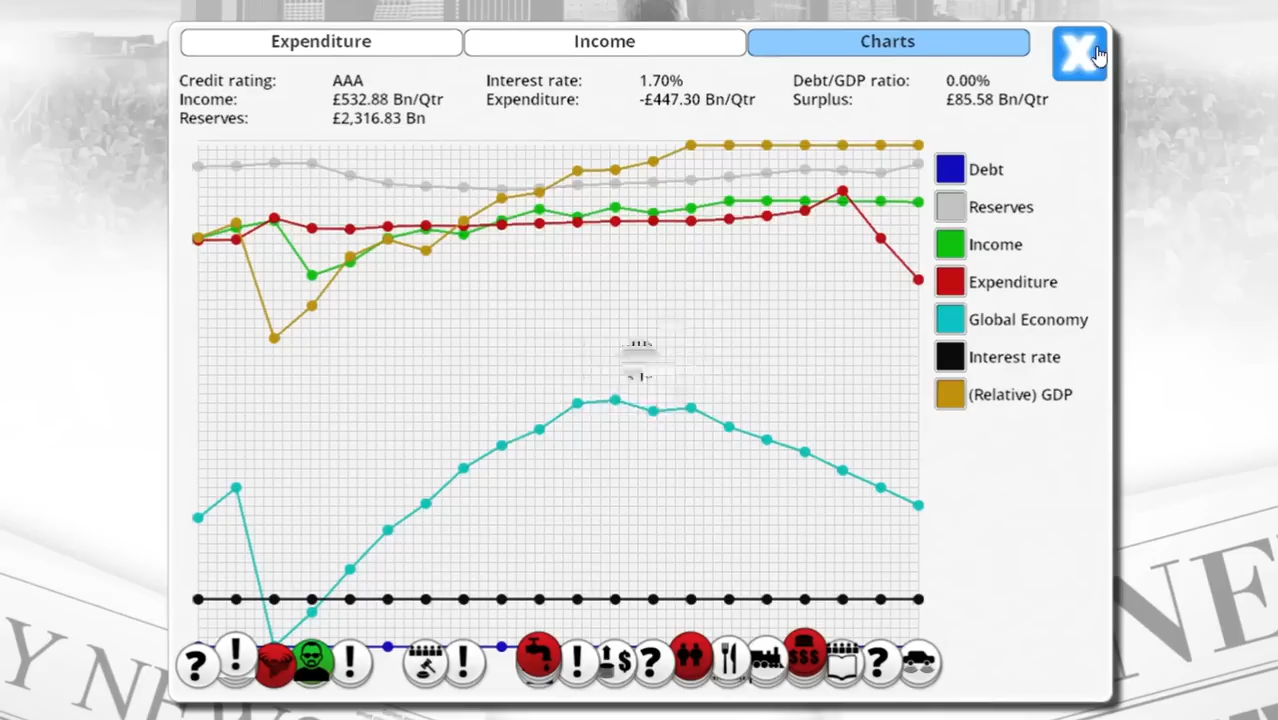 Expenditure Income Charts
Credit rating: AAA Interest rate: 1.70% Debt/GDP ratio: 0.00%
Income: £532.88 Bn/Qtr Expenditure: -£447.30 Bn/Qtr Surplus: £85.58 Bn/Qtr
Reserves: £2,316.83 Bn
Debt
Reserves
Income
Expenditure
Global Economy
Interest rate
(Relative) GDP
? ! ! ! ! $ ? $$$ ?
Y NEW
NE